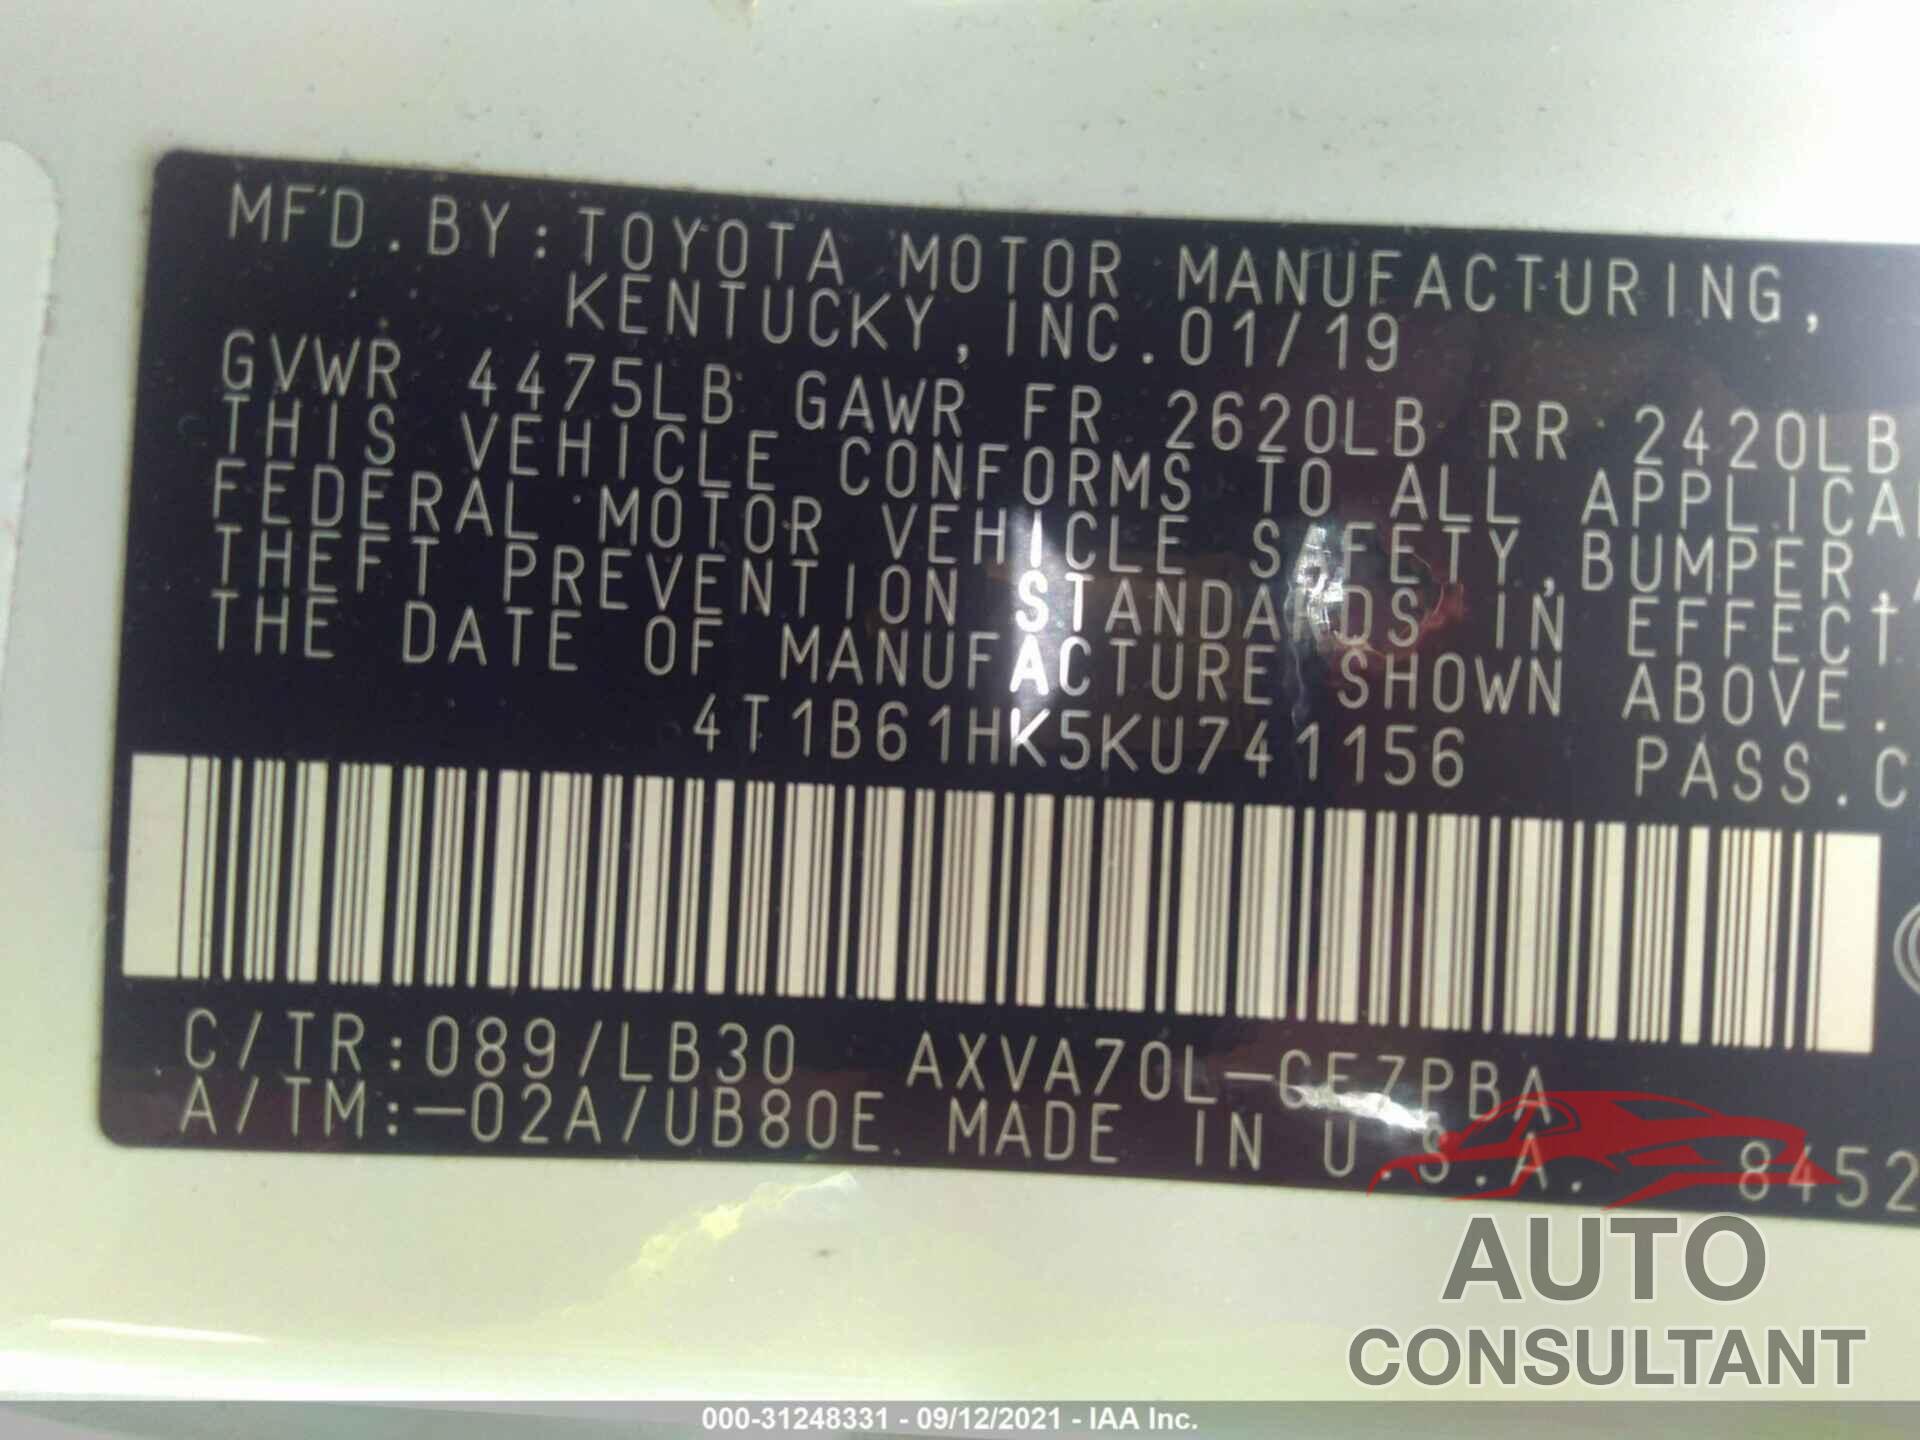 MFD.BY:TOYOTA MOTOR MANUFACTURING,
KENTUCKY,INC.01/19
GVWR 4475LB GAWR FR 2620LB RR 2420LB
THIS VEHICLE CONFORMS TO ALL
FEDERAL MOTOR VEHICLE SAFETY,BUMPER,
THEFT PREVENTION STANDARDS IN EFFECT
THE DATE OF MANUFACTURE SHOWN ABOVE.
4T1B61HK5KU741156 PASS.C
C/TR:089/LB30 AXVA70L-CEZPBA
A/TM:-02A/UB80E MADE IN U.S.A. 8452
AUTO
CONSULTANT
000-31248331 - 09/12/2021 - IAA Inc.